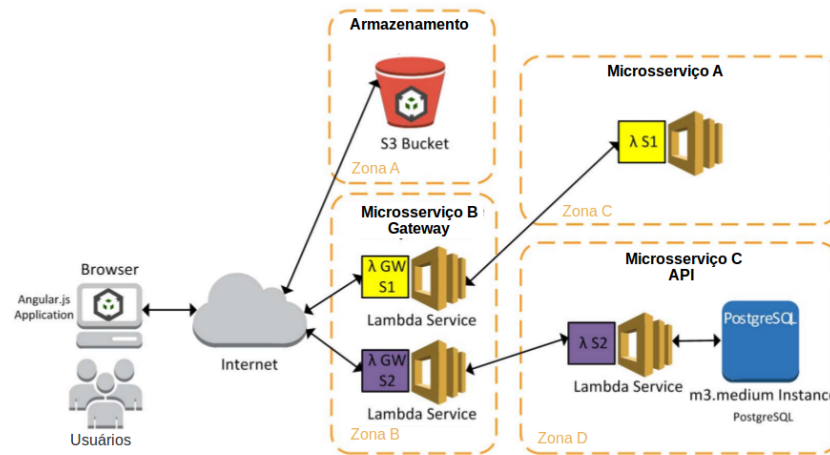 Armazenamento
S3 Bucket
Zona A
Microsserviço A
λ S1
Zona C
Microsserviço B
Gateway
λ GW
S1
Lambda Service
λ GW
S2
Lambda Service
Zona B
Microsserviço C
API
λ S2
Lambda Service
PostgreSQL
m3.medium Instance
PostgreSQL
Zona D
Browser
Angular.js
Application
Internet
Usuários